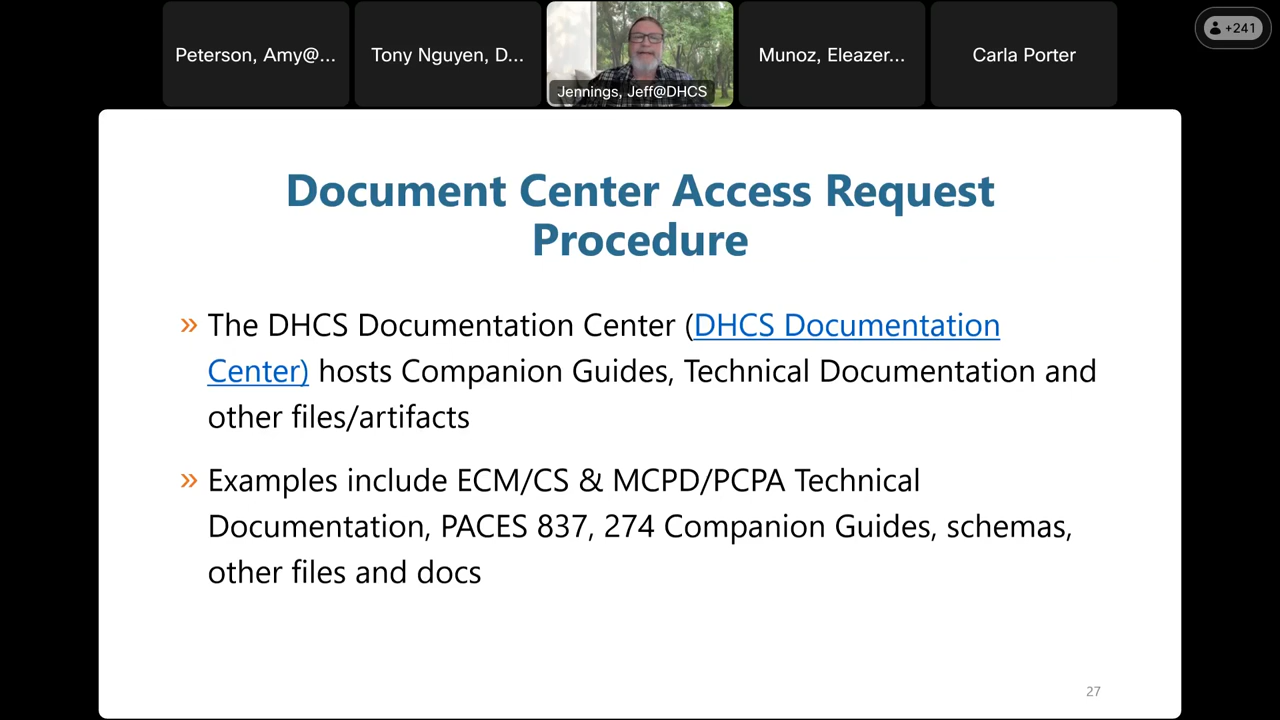 Peterson, Amy@...
Tony Nguyen, D...
Jennings, Jeff@DHCS
Munoz, Eleazer...
Carla Porter
+241
Document Center Access Request
Procedure
» The DHCS Documentation Center (DHCS Documentation
Center) hosts Companion Guides, Technical Documentation and
other files/artifacts
» Examples include ECM/CS & MCPD/PCPA Technical
Documentation, PACES 837, 274 Companion Guides, schemas,
other files and docs
27